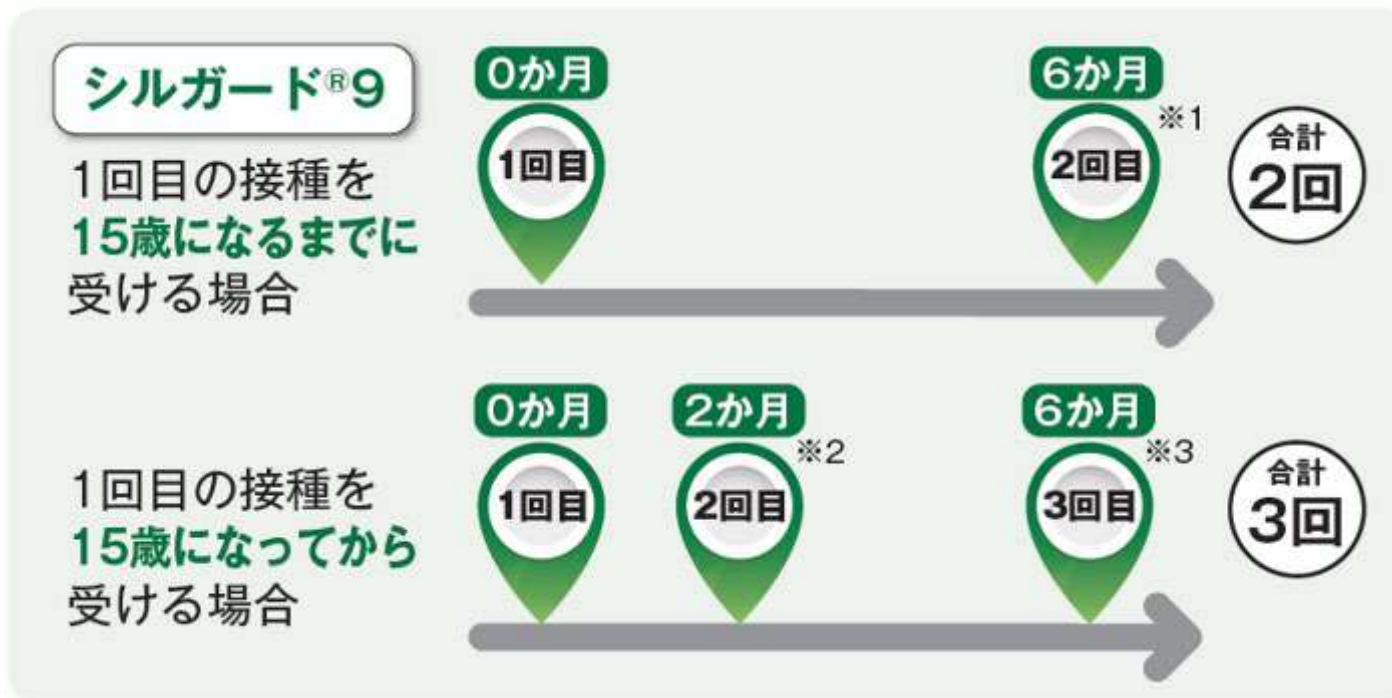 シルガード®9
1回目の接種を
15歳になるまでに
受ける場合
0か月
1回目
6か月
※1
2回目
合計
2回
1回目の接種を
15歳になってから
受ける場合
0か月
1回目
2か月
※2
2回目
6か月
※3
3回目
合計
3回